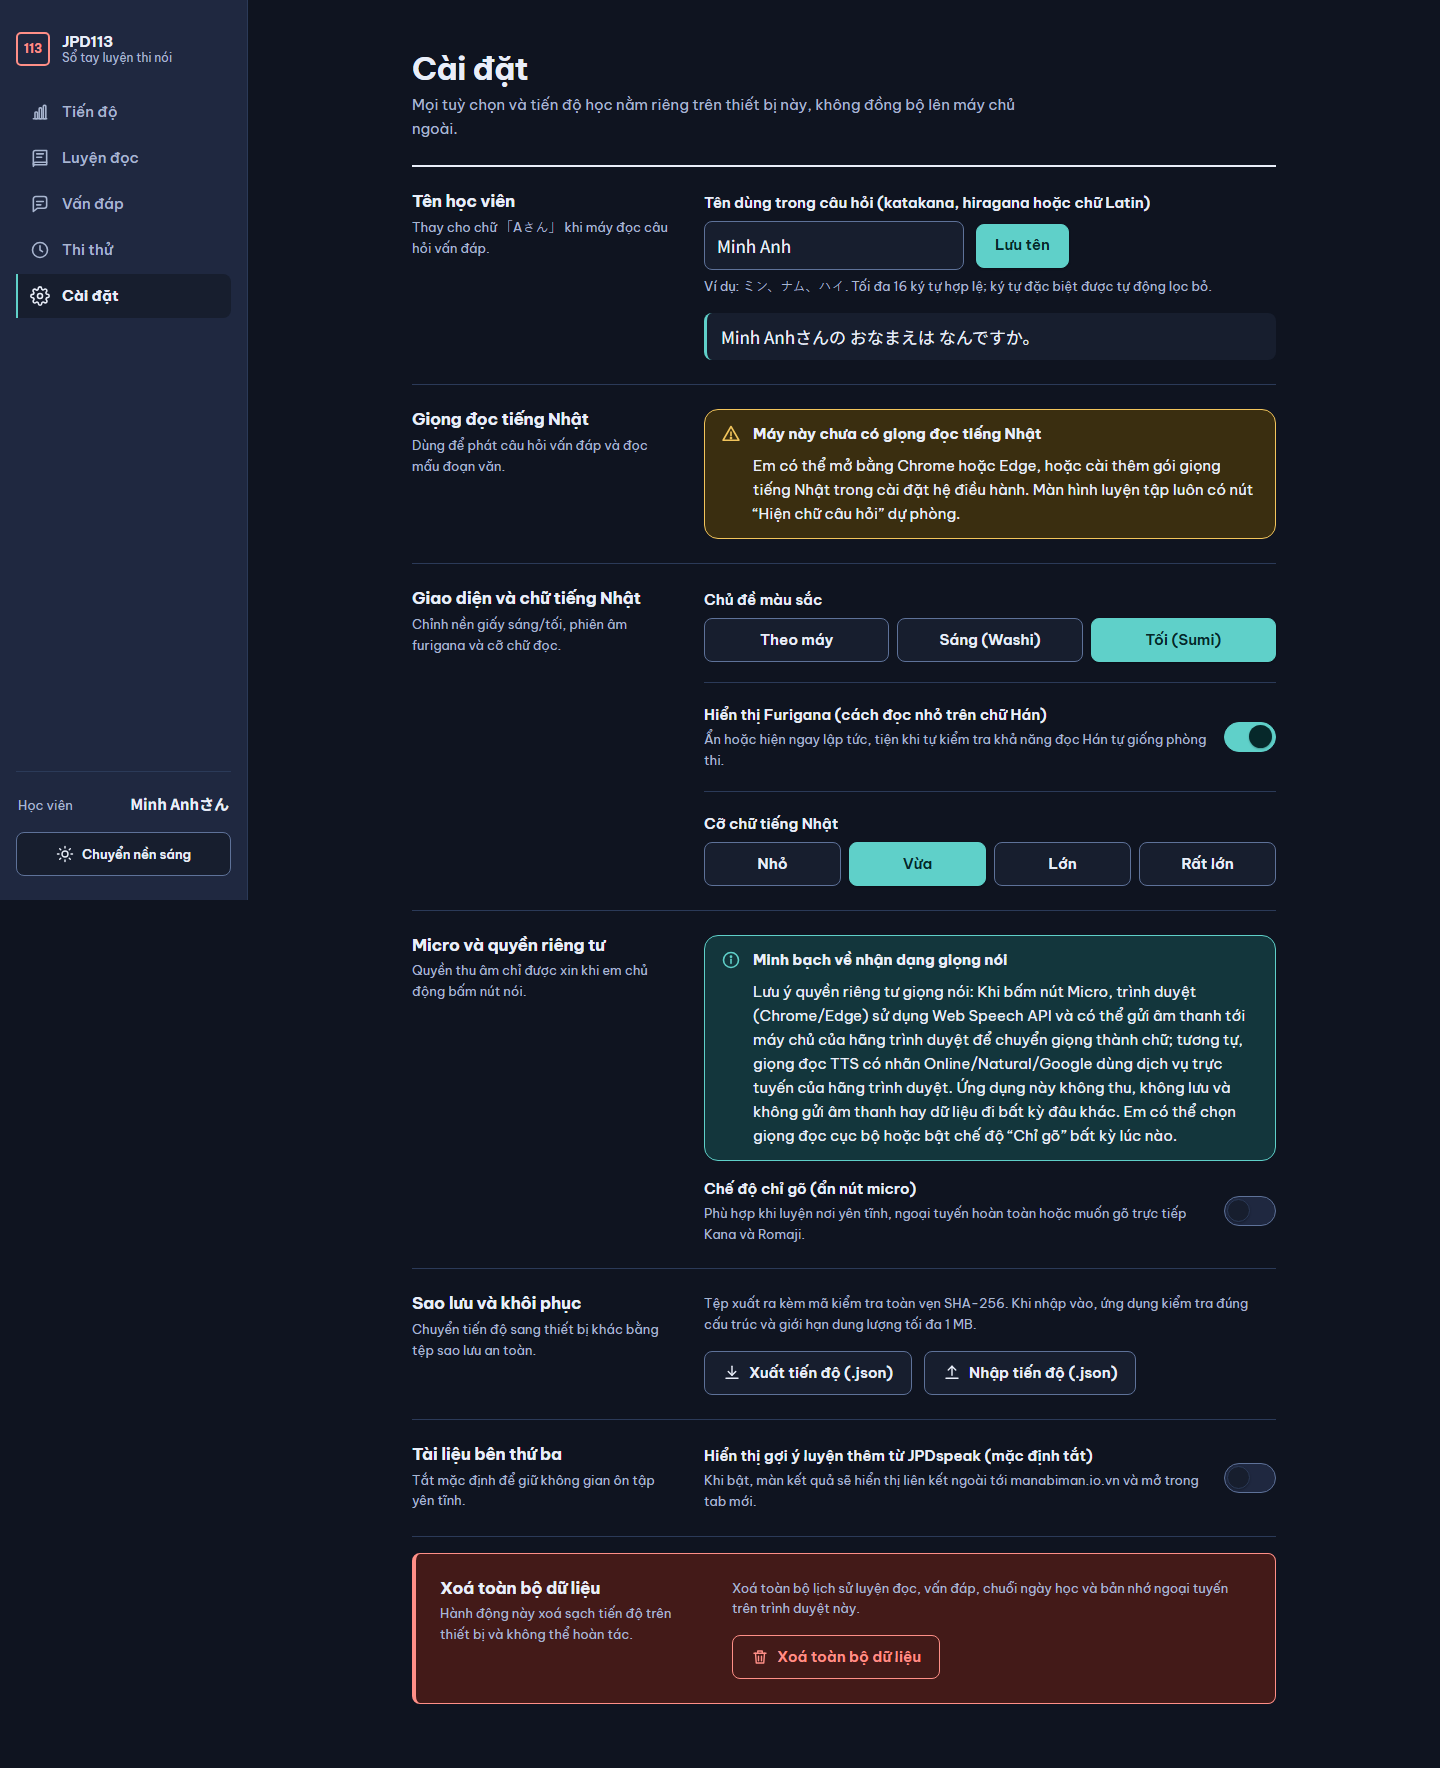 113
JPD113
Sổ tay luyện thi nói
Tiến độ
Luyện đọc
Vấn đáp
Thi thử
Cài đặt
Học viên
Minh Anhさん
Chuyển nền sáng
Cài đặt
Mọi tuỳ chọn và tiến độ học nằm riêng trên thiết bị này, không đồng bộ lên máy chủ
ngoài.
Tên học viên
Thay cho chữ 「Aさん」 khi máy đọc câu
hỏi vấn đáp.
Tên dùng trong câu hỏi (katakana, hiragana hoặc chữ Latin)
Minh Anh
Lưu tên
Ví dụ: ミン、ナム、ハイ. Tối đa 16 ký tự hợp lệ; ký tự đặc biệt được tự động lọc bỏ.
Minh Anhさんの おなまえは なんですか。
Giọng đọc tiếng Nhật
Dùng để phát câu hỏi vấn đáp và đọc
mẫu đoạn văn.
Máy này chưa có giọng đọc tiếng Nhật
Em có thể mở bằng Chrome hoặc Edge, hoặc cài thêm gói giọng
tiếng Nhật trong cài đặt hệ điều hành. Màn hình luyện tập luôn có nút
“Hiện chữ câu hỏi” dự phòng.
Giao diện và chữ tiếng Nhật
Chỉnh nền giấy sáng/tối, phiên âm
furigana và cỡ chữ đọc.
Chủ đề màu sắc
Theo máy
Sáng (Washi)
Tối (Sumi)
Hiển thị Furigana (cách đọc nhỏ trên chữ Hán)
Ẩn hoặc hiện ngay lập tức, tiện khi tự kiểm tra khả năng đọc Hán tự giống phòng
thi.
Cỡ chữ tiếng Nhật
Nhỏ
Vừa
Lớn
Rất lớn
Micro và quyền riêng tư
Quyền thu âm chỉ được xin khi em chủ
động bấm nút nói.
Minh bạch về nhận dạng giọng nói
Lưu ý quyền riêng tư giọng nói: Khi bấm nút Micro, trình duyệt
(Chrome/Edge) sử dụng Web Speech API và có thể gửi âm thanh tới
máy chủ của hãng trình duyệt để chuyển giọng thành chữ; tương tự,
giọng đọc TTS có nhãn Online/Natural/Google dùng dịch vụ trực
tuyến của hãng trình duyệt. Ứng dụng này không thu, không lưu và
không gửi âm thanh hay dữ liệu đi bất kỳ đâu khác. Em có thể chọn
giọng đọc cục bộ hoặc bật chế độ “Chỉ gõ” bất kỳ lúc nào.
Chế độ chỉ gõ (ẩn nút micro)
Phù hợp khi luyện nơi yên tĩnh, ngoại tuyến hoàn toàn hoặc muốn gõ trực tiếp
Kana và Romaji.
Sao lưu và khôi phục
Chuyển tiến độ sang thiết bị khác bằng
tệp sao lưu an toàn.
Tệp xuất ra kèm mã kiểm tra toàn vẹn SHA-256. Khi nhập vào, ứng dụng kiểm tra đúng
cấu trúc và giới hạn dung lượng tối đa 1 MB.
Xuất tiến độ (.json)
Nhập tiến độ (.json)
Tài liệu bên thứ ba
Tắt mặc định để giữ không gian ôn tập
yên tĩnh.
Hiển thị gợi ý luyện thêm từ JPDspeak (mặc định tắt)
Khi bật, màn kết quả sẽ hiển thị liên kết ngoài tới manabiman.io.vn và mở trong
tab mới.
Xoá toàn bộ dữ liệu
Hành động này xoá sạch tiến độ trên
thiết bị và không thể hoàn tác.
Xoá toàn bộ lịch sử luyện đọc, vấn đáp, chuỗi ngày học và bản nhớ ngoại tuyến
trên trình duyệt này.
Xoá toàn bộ dữ liệu